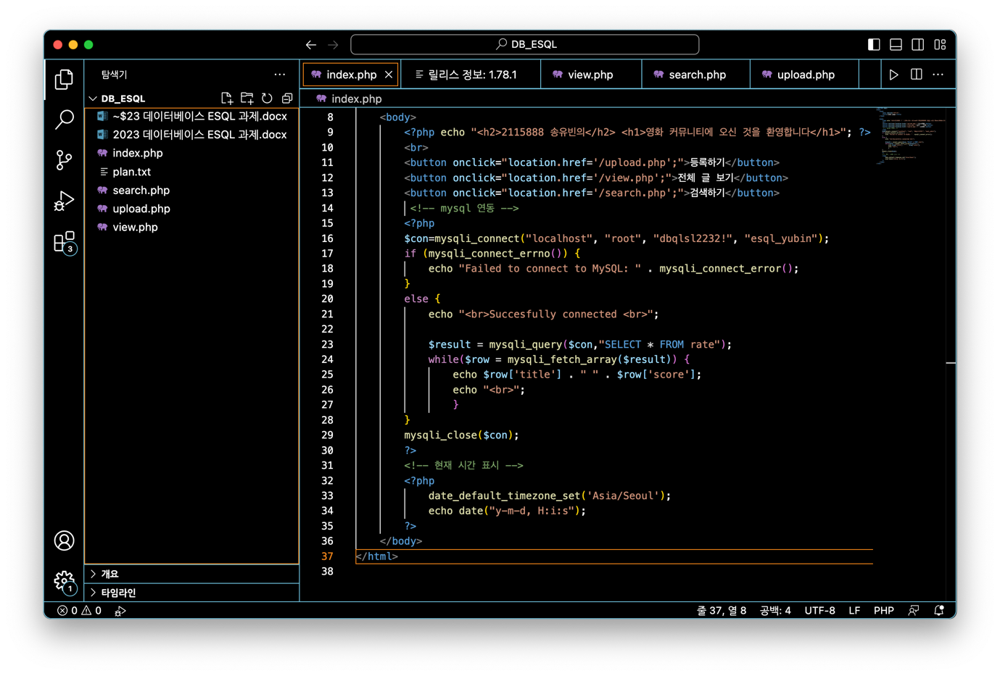 DB_ESQL
탐색기
DB_ESQL
~$23 데이터베이스 ESQL 과제.docx
2023 데이터베이스 ESQL 과제.docx
index.php
plan.txt
search.php
upload.php
view.php
개요
타임라인
3
1
index.php
릴리스 정보: 1.78.1
view.php
search.php
upload.php
index.php
8 <body>
9 <?php echo "<h2>2115888 송유빈의</h2> <h1>영화 커뮤니티에 오신 것을 환영합니다</h1>"; ?>
10 <br>
11 <button onclick="location.href='/upload.php';">등록하기</button>
12 <button onclick="location.href='/view.php';">전체 글 보기</button>
13 <button onclick="location.href='/search.php';">검색하기</button>
14 <!-- mysql 연동 -->
15 <?php
16 $con=mysqli_connect("localhost", "root", "dbqlsl2232!", "esql_yubin");
17 if (mysqli_connect_errno()) {
18 echo "Failed to connect to MySQL: " . mysqli_connect_error();
19 }
20 else {
21 echo "<br>Succesfully connected <br>";
22
23 $result = mysqli_query($con,"SELECT * FROM rate");
24 while($row = mysqli_fetch_array($result)) {
25 echo $row['title'] . " " . $row['score'];
26 echo "<br>";
27 }
28 }
29 mysqli_close($con);
30 ?>
31 <!-- 현재 시간 표시 -->
32 <?php
33 date_default_timezone_set('Asia/Seoul');
34 echo date("y-m-d, H:i:s");
35 ?>
36 </body>
37 </html>
38
0 0
줄 37, 열 8 공백: 4 UTF-8 LF PHP